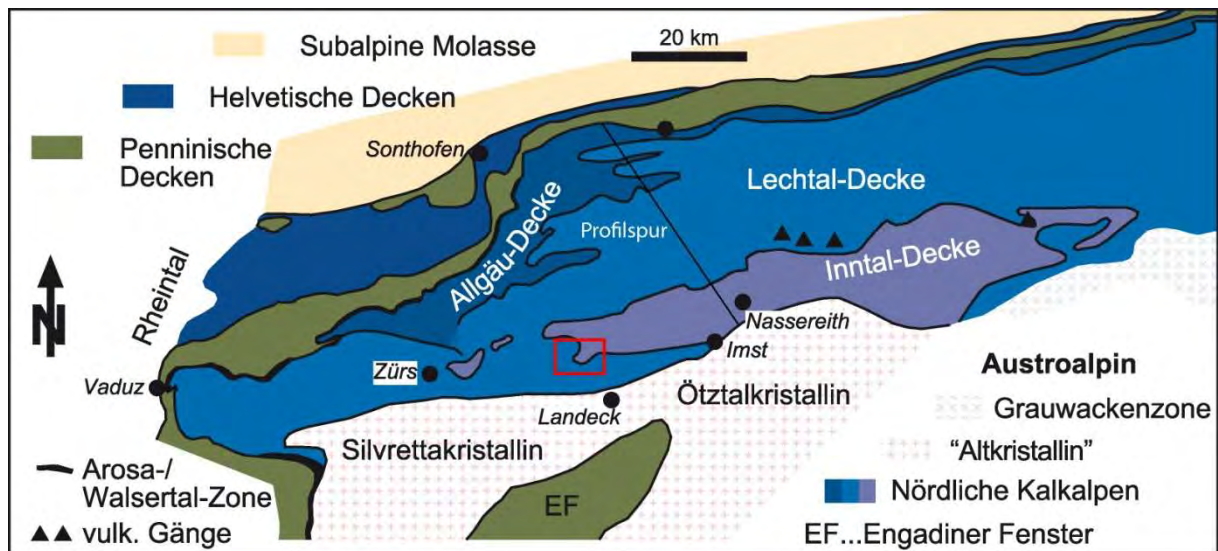 Subalpine Molasse
20 km
Helvetische Decken
Penninische
Decken
Sonthofen
Lechtal-Decke
Allgäu-Decke
Profilspur
Inntal-Decke
Rheintal
N
Nassereith
Imst
Zürs
Vaduz
Landeck
Ötztalkristallin
Silvrettakristallin
Austroalpin
Grauwackenzone
"Altkristallin"
Arosa-/
Walsertal-Zone
vulk. Gänge
EF
Nördliche Kalkalpen
EF...Engadiner Fenster